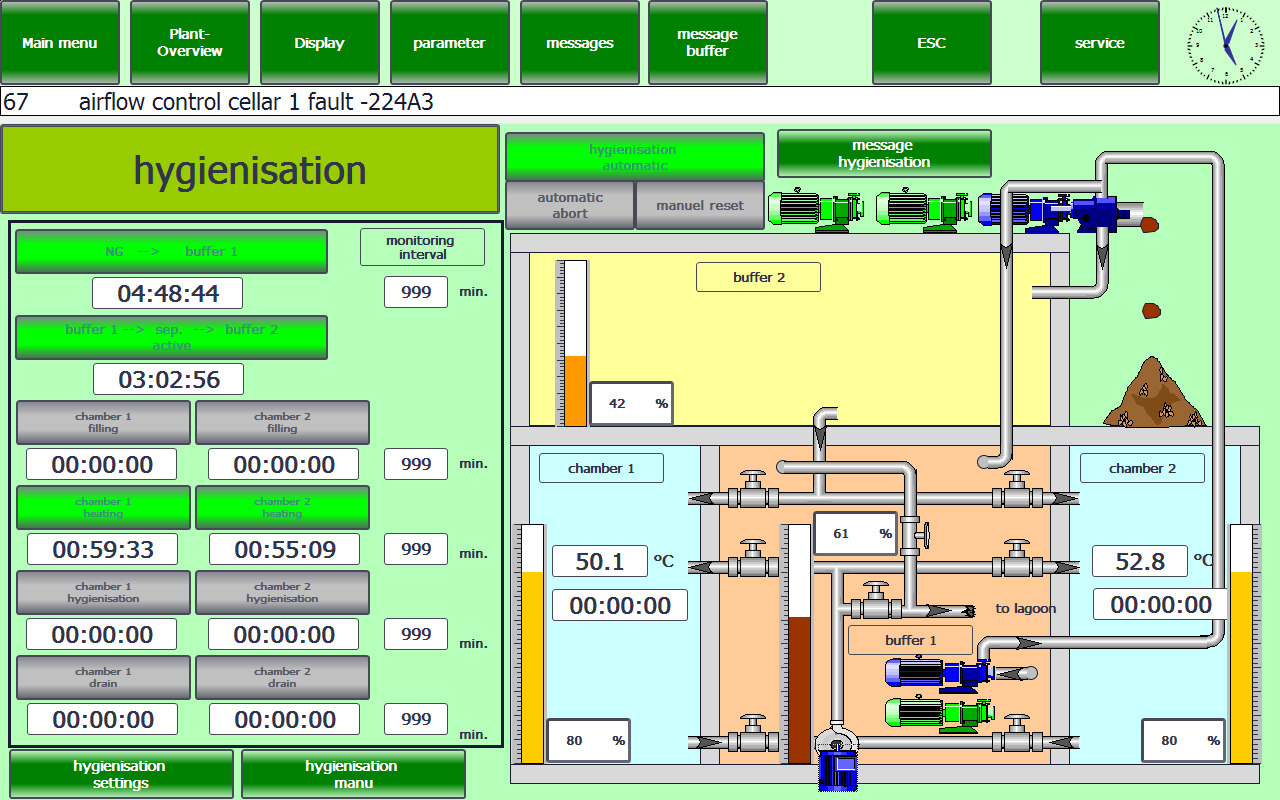 Main menu
Plant-
Overview
Display
parameter
messages
message
buffer
ESC
service
67 airflow control cellar 1 fault -224A3
hygienisation
hygienisation
automatic
message
hygienisation
automatic
abort
manuel reset
NG --> buffer 1
monitoring
interval
04:48:44
999 min.
buffer 1 --> sep. --> buffer 2
active
03:02:56
chamber 1
filling
chamber 2
filling
00:00:00
00:00:00
999 min.
chamber 1
heating
chamber 2
heating
00:59:33
00:55:09
999 min.
chamber 1
hygienisation
chamber 2
hygienisation
00:00:00
00:00:00
999 min.
chamber 1
drain
chamber 2
drain
00:00:00
00:00:00
999 min.
hygienisation
settings
hygienisation
manu
buffer 2
42 %
chamber 1
chamber 2
61 %
50.1 °C
52.8 °C
00:00:00
00:00:00
to lagoon
buffer 1
80 %
80 %